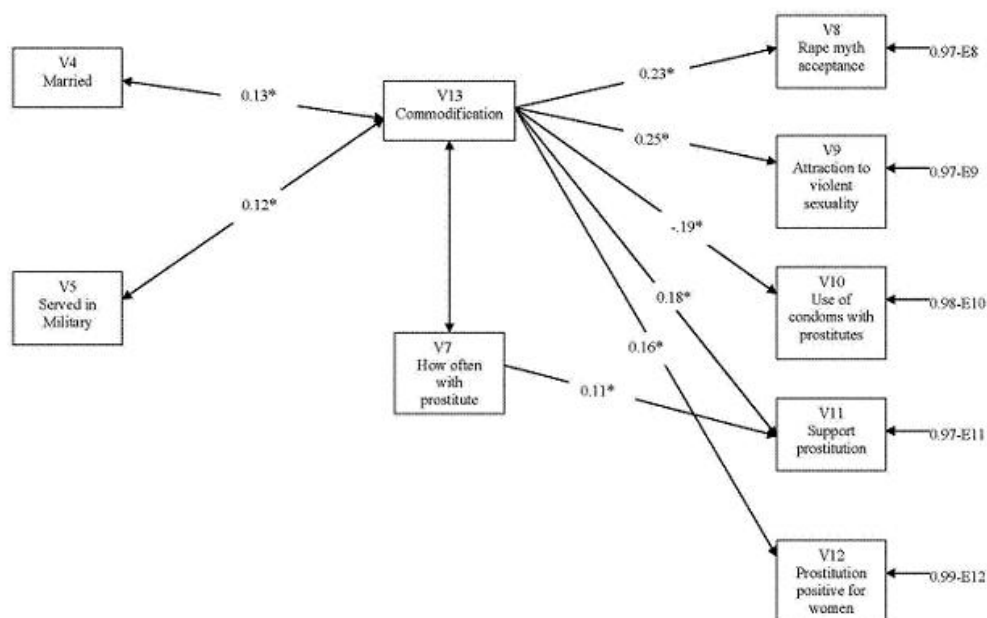 V4
Married
0.13*
V5
Served in
Military
0.12*
V13
Commodification
V7
How often
with
prostitute
0.23*
0.25*
-.19*
0.18*
0.16*
0.11*
V8
Rape myth
acceptance
0.97-E8
V9
Attraction to
violent
sexuality
0.97-E9
V10
Use of
condoms with
prostitutes
0.98-E10
V11
Support
prostitution
0.97-E11
V12
Prostitution
positive for
women
0.99-E12